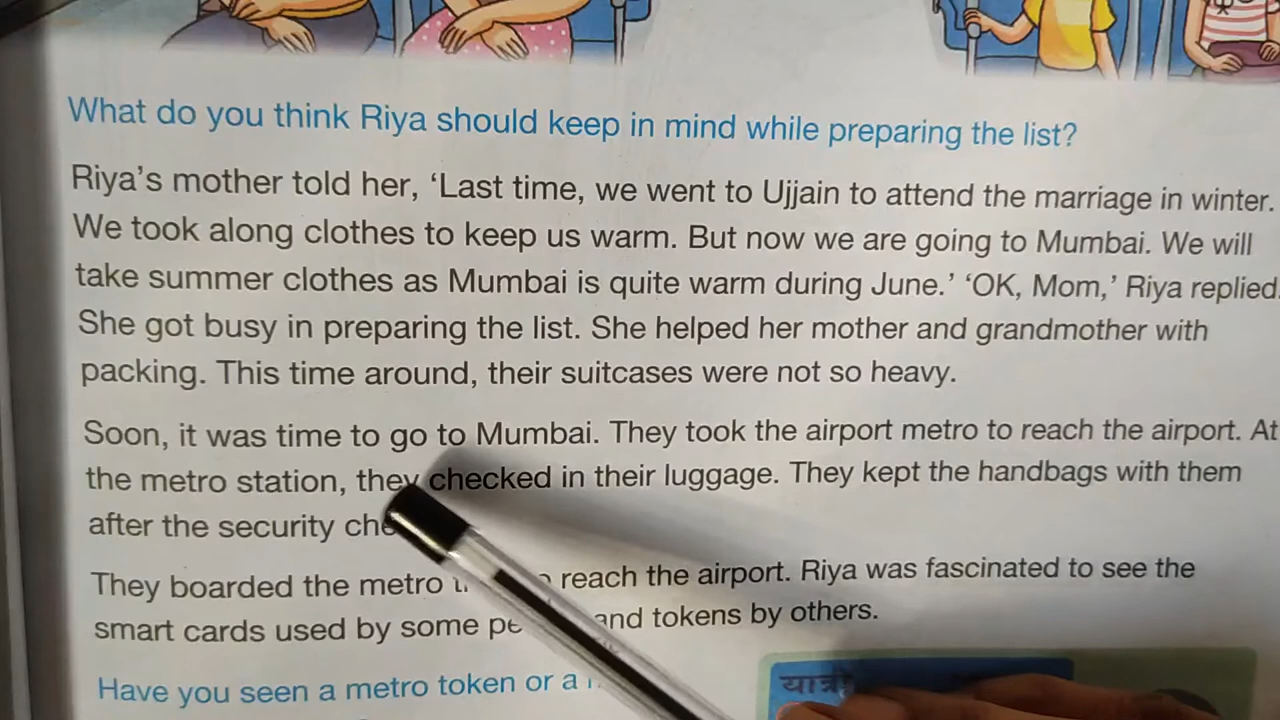 What do you think Riya should keep in mind while preparing the list?
Riya's mother told her, 'Last time, we went to Ujjain to attend the marriage in winter.
We took along clothes to keep us warm. But now we are going to Mumbai. We will
take summer clothes as Mumbai is quite warm during June.' 'OK, Mom,' Riya replied.
She got busy in preparing the list. She helped her mother and grandmother with
packing. This time around, their suitcases were not so heavy.
Soon, it was time to go to Mumbai. They took the airport metro to reach the airport. At
the metro station, they checked in their luggage. They kept the handbags with them
after the security
They boarded the metro reach the airport. Riya was fascinated to see the
smart cards used by some and tokens by others.
Have you seen a metro token or a